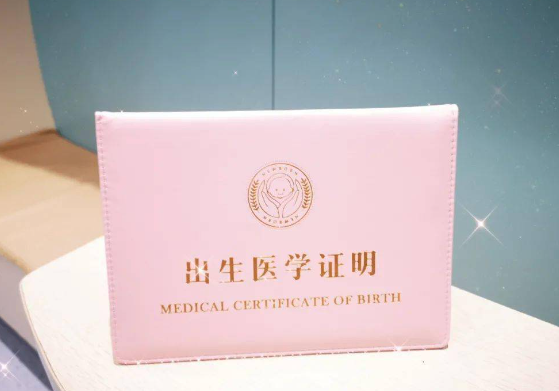 出生医学证明
MEDICAL CERTIFICATE OF BIRTH